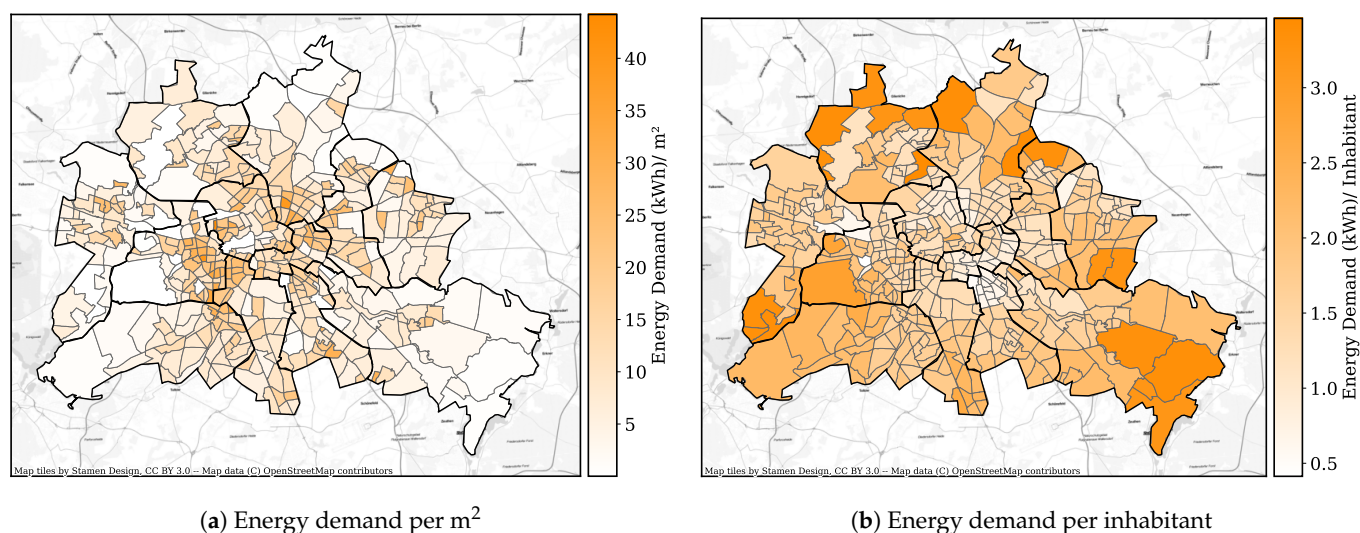 40
35
30
25
20
15
10
5
Energy Demand (kWh)/ m²
Map tiles by Stamen Design, CC BY 3.0 -- Map data (C) OpenStreetMap contributors
(a) Energy demand per m²
3.0
2.5
2.0
1.5
1.0
0.5
Energy Demand (kWh)/ Inhabitant
Map tiles by Stamen Design, CC BY 3.0 -- Map data (C) OpenStreetMap contributors
(b) Energy demand per inhabitant